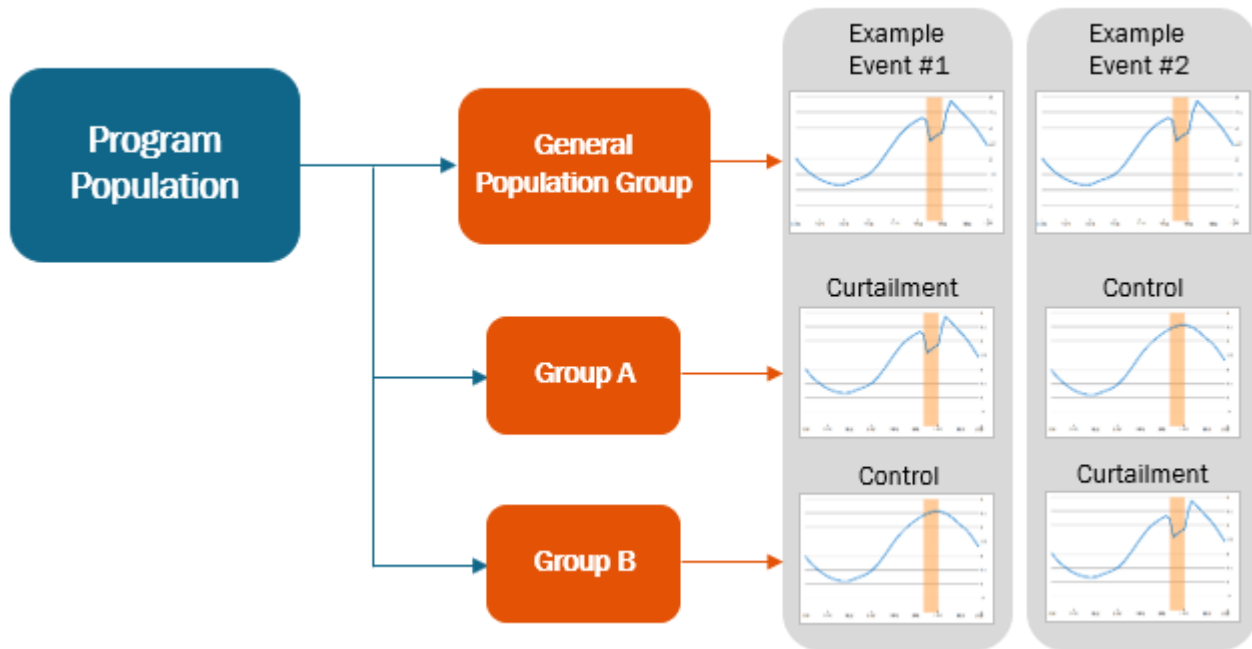 Program
Population
General
Population Group
Group A
Group B
Example
Event #1
Example
Event #2
Curtailment
Control
Control
Curtailment